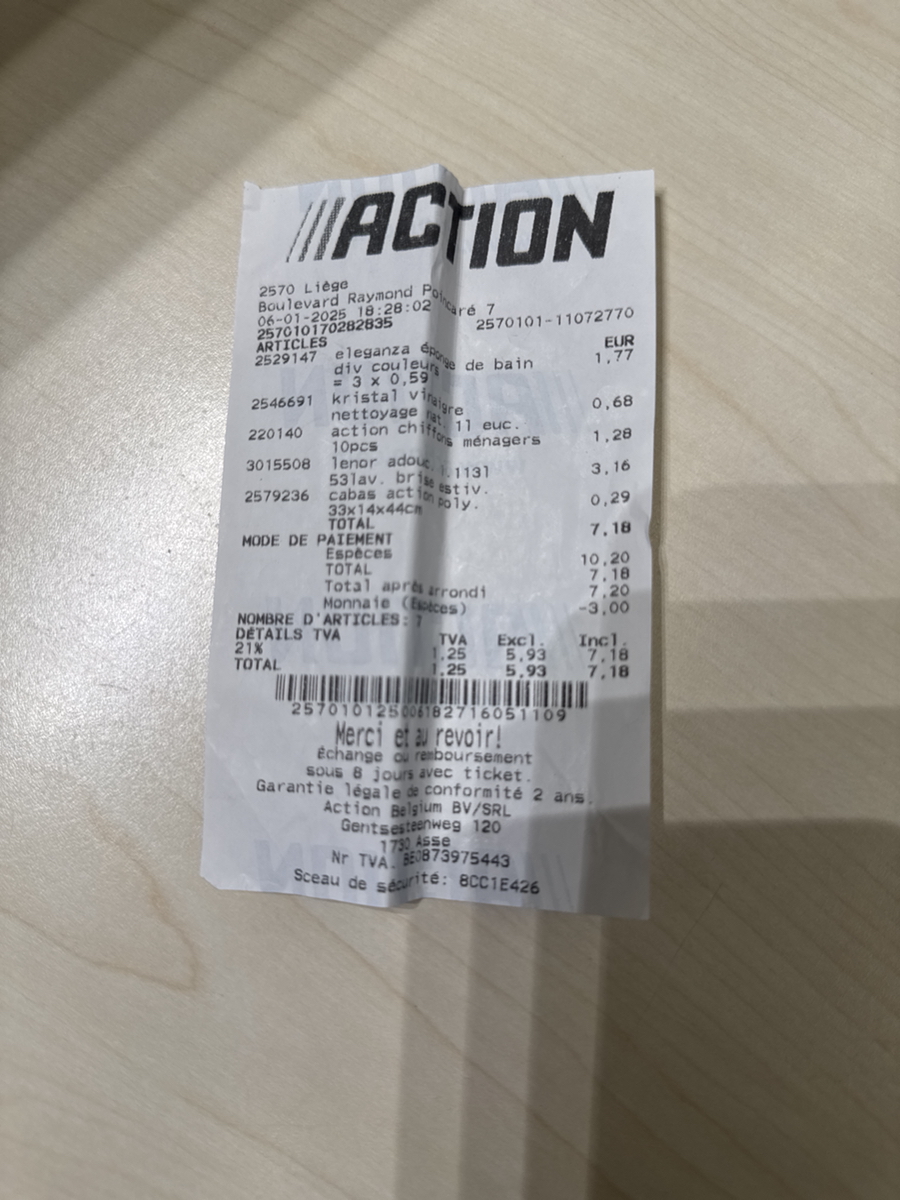 ACTION
2570 Liège
Boulevard Raymond Poincaré 7
06-01-2025 18:28:02 2570101-11072770
257010170282835
ARTICLES EUR
2529147 eleganza éponge de bain 1,77
div couleurs
= 3 x 0,59
2546691 kristal vinaigre 0,68
nettoyage nat. 1l euc.
220140 action chiffons ménagers 1,28
10pcs
3015508 lenor adouc. 1.113l 3,16
53lav. brise estiv.
2579236 cabas action poly. 0,29
33x14x44cm
TOTAL 7,18
MODE DE PAIEMENT
Espèces 10,20
TOTAL 7,18
Total après arrondi 7,20
Monnaie (Espèces) -3,00
NOMBRE D'ARTICLES: 7
DÉTAILS TVA TVA Excl. Incl.
21% 1,25 5,93 7,18
TOTAL 1,25 5,93 7,18
257010125006182716051109
Merci et au revoir!
Échange ou remboursement
sous 8 jours avec ticket.
Garantie légale de conformité 2 ans.
Action Belgium BV/SRL
Gentsesteenweg 120
1730 Asse
Nr TVA. BE0873975443
Sceau de sécurité: 8CC1E426